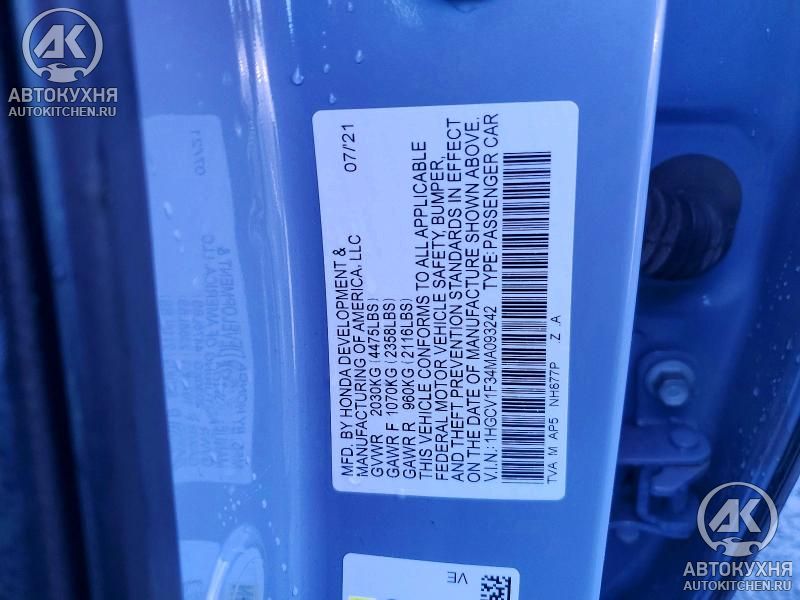 АВТОКУХНЯ
AUTOKITCHEN.RU
MFD. BY HONDA DEVELOPMENT & 07/21
MANUFACTURING OF AMERICA, LLC
GVWR 2030KG (4475LBS)
GAWR F 1070KG (2358LBS)
GAWR R 960KG (2116LBS)
THIS VEHICLE CONFORMS TO ALL APPLICABLE
FEDERAL MOTOR VEHICLE SAFETY, BUMPER,
AND THEFT PREVENTION STANDARDS IN EFFECT
ON THE DATE OF MANUFACTURE SHOWN ABOVE.
V.I.N: 1HGCV1F34MA093242 TYPE:PASSENGER CAR
TVA M AP5 NH677P Z .A
VE
АВТОКУХНЯ
AUTOKITCHEN.RU